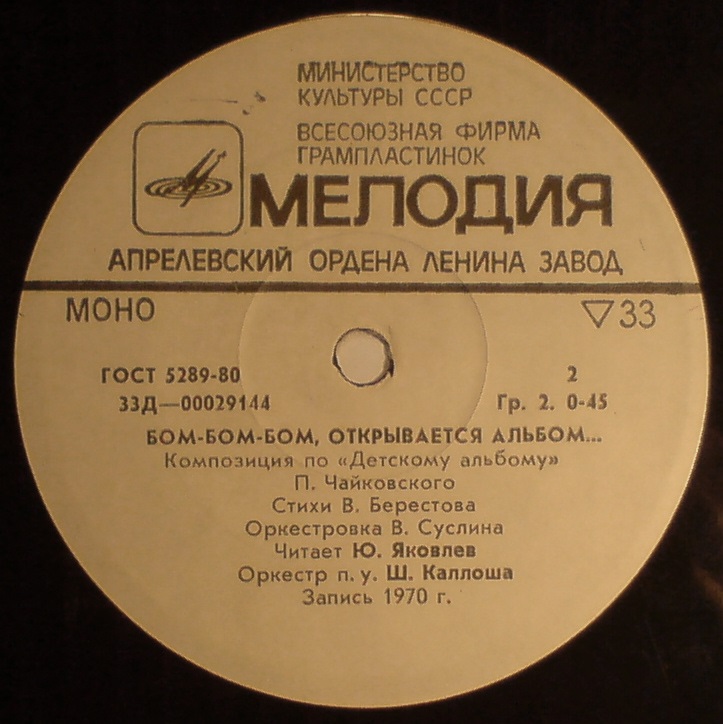 МИНИСТЕРСТВО
КУЛЬТУРЫ СССР
ВСЕСОЮЗНАЯ ФИРМА
ГРАМПЛАСТИНОК
МЕЛОДИЯ
АПРЕЛЕВСКИЙ ОРДЕНА ЛЕНИНА ЗАВОД
МОНО ▽33
ГОСТ 5289-80 2
33Д—00029144 Гр. 2. 0-45
БОМ-БОМ-БОМ, ОТКРЫВАЕТСЯ АЛЬБОМ...
Композиция по «Детскому альбому»
П. Чайковского
Стихи В. Берестова
Оркестровка В. Суслина
Читает Ю. Яковлев
Оркестр п. у. Ш. Каллоша
Запись 1970 г.